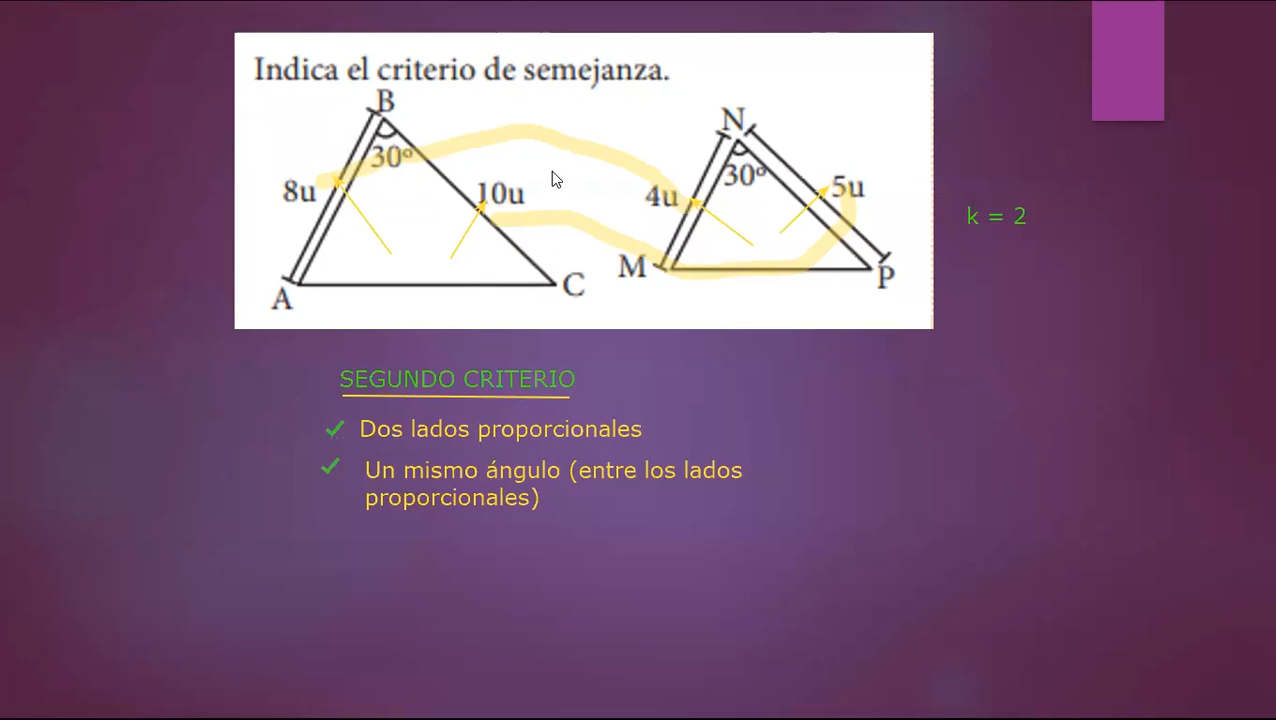 Indica el criterio de semejanza.
B
30°
8u
10u
A
C
N
30°
4u
5u
M
P
k = 2
SEGUNDO CRITERIO
Dos lados proporcionales
Un mismo ángulo (entre los lados
proporcionales)